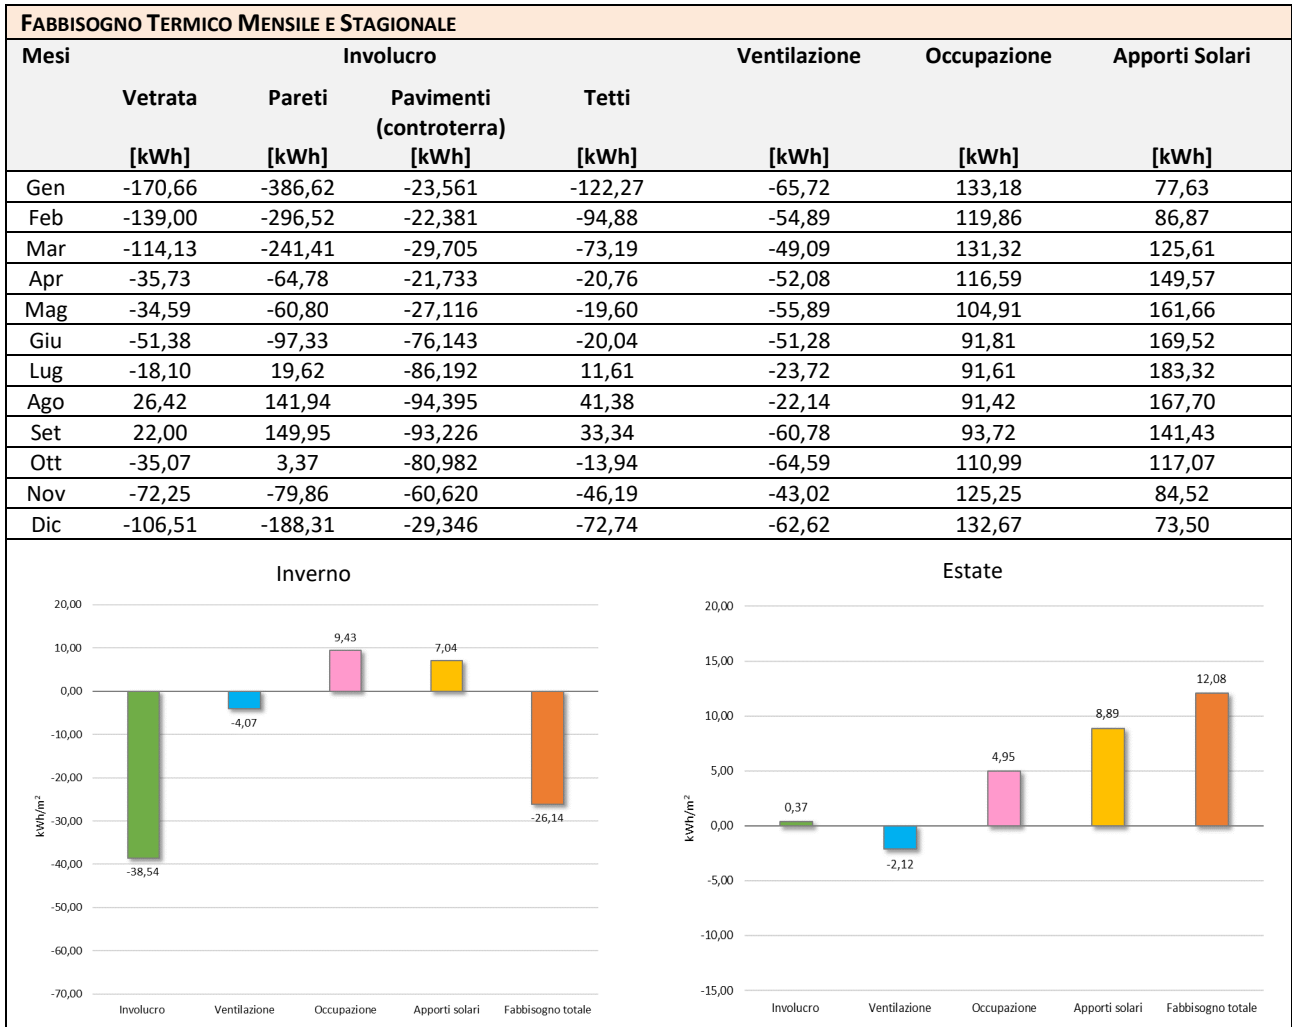 FABBISOGNO TERMICO MENSILE E STAGIONALE
Mesi Involucro Ventilazione Occupazione Apporti Solari
Vetrata Pareti Pavimenti (controterra) Tetti
[kWh] [kWh] [kWh] [kWh] [kWh] [kWh] [kWh]
Gen -170,66 -386,62 -23,561 -122,27 -65,72 133,18 77,63
Feb -139,00 -296,52 -22,381 -94,88 -54,89 119,86 86,87
Mar -114,13 -241,41 -29,705 -73,19 -49,09 131,32 125,61
Apr -35,73 -64,78 -21,733 -20,76 -52,08 116,59 149,57
Mag -34,59 -60,80 -27,116 -19,60 -55,89 104,91 161,66
Giu -51,38 -97,33 -76,143 -20,04 -51,28 91,81 169,52
Lug -18,10 19,62 -86,192 11,61 -23,72 91,61 183,32
Ago 26,42 141,94 -94,395 41,38 -22,14 91,42 167,70
Set 22,00 149,95 -93,226 33,34 -60,78 93,72 141,43
Ott -35,07 3,37 -80,982 -13,94 -64,59 110,99 117,07
Nov -72,25 -79,86 -60,620 -46,19 -43,02 125,25 84,52
Dic -106,51 -188,31 -29,346 -72,74 -62,62 132,67 73,50
Inverno
20,00
10,00
0,00
-10,00
-20,00
-30,00
-40,00
-50,00
-60,00
-70,00
kWh/m²
-38,54
-4,07
9,43
7,04
-26,14
Involucro Ventilazione Occupazione Apporti solari Fabbisogno totale
Estate
20,00
15,00
10,00
5,00
0,00
-5,00
-10,00
-15,00
kWh/m²
0,37
-2,12
4,95
8,89
12,08
Involucro Ventilazione Occupazione Apporti solari Fabbisogno totale